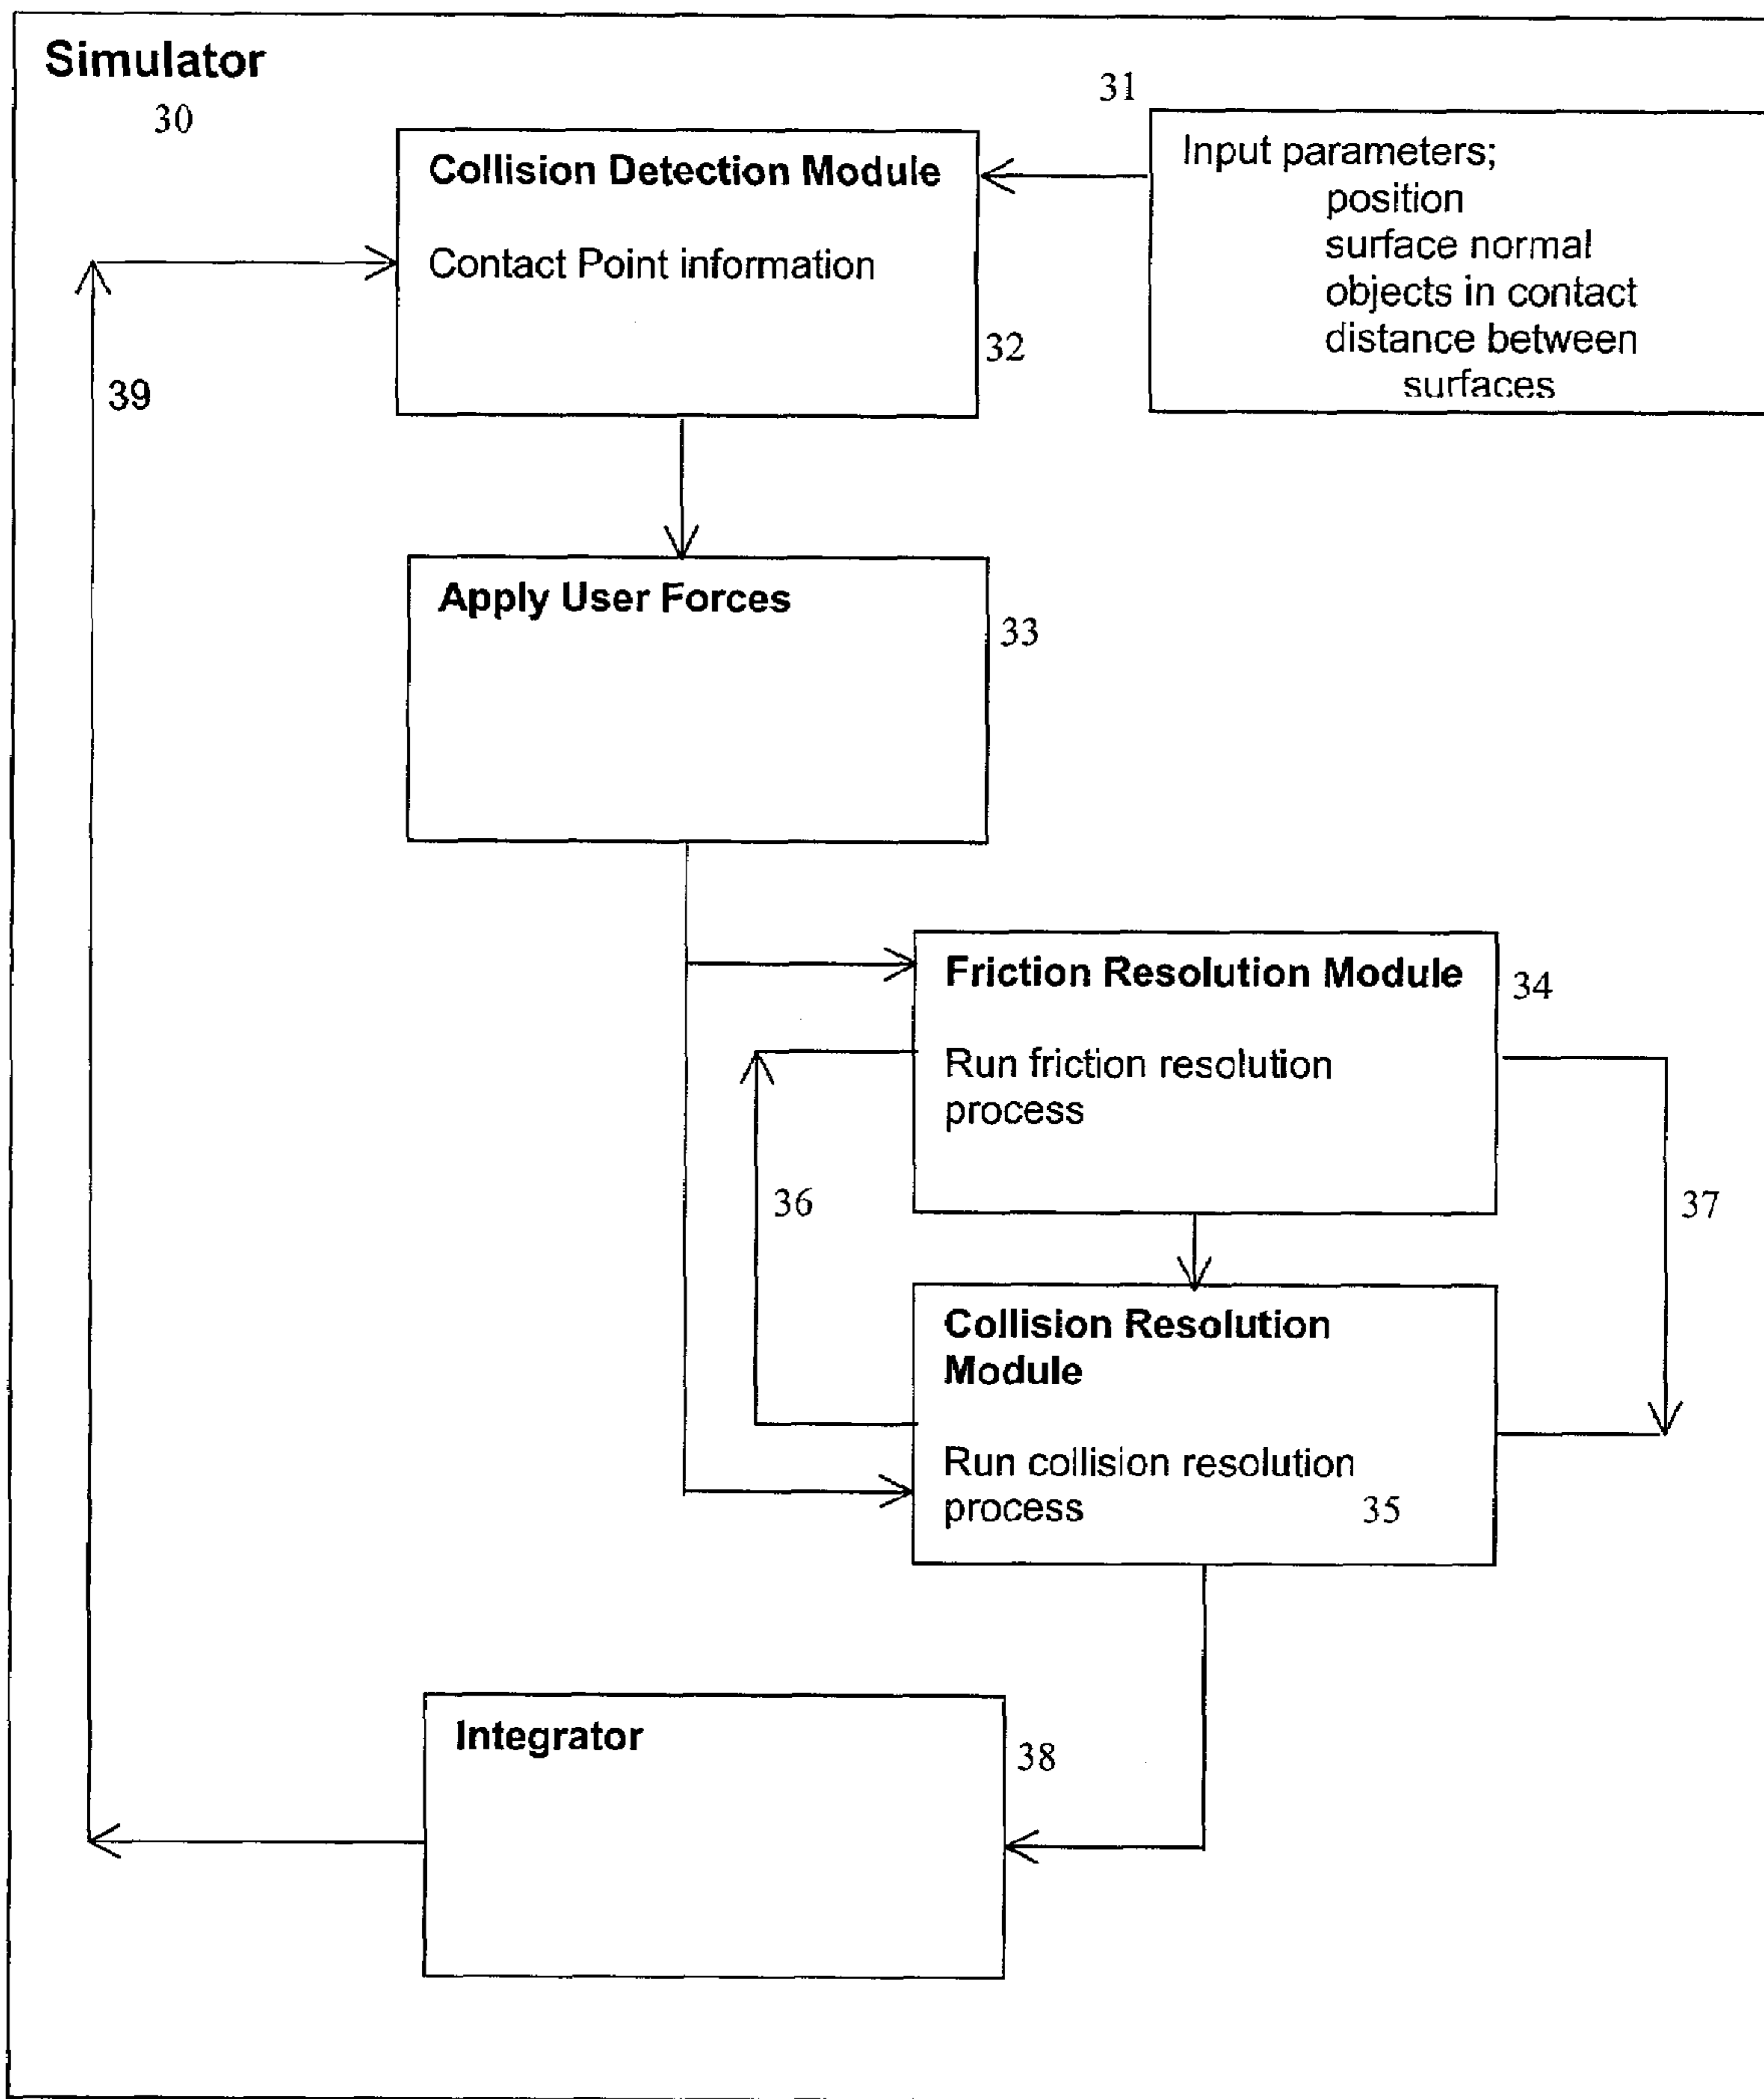 Simulator
30
31
Collision Detection Module
Contact Point information
32
Input parameters;
position
surface normal
objects in contact
distance between
surfaces
39
Apply User Forces
33
Friction Resolution Module
34
Run friction resolution
process
36
37
Collision Resolution
Module
Run collision resolution
process
35
Integrator
38